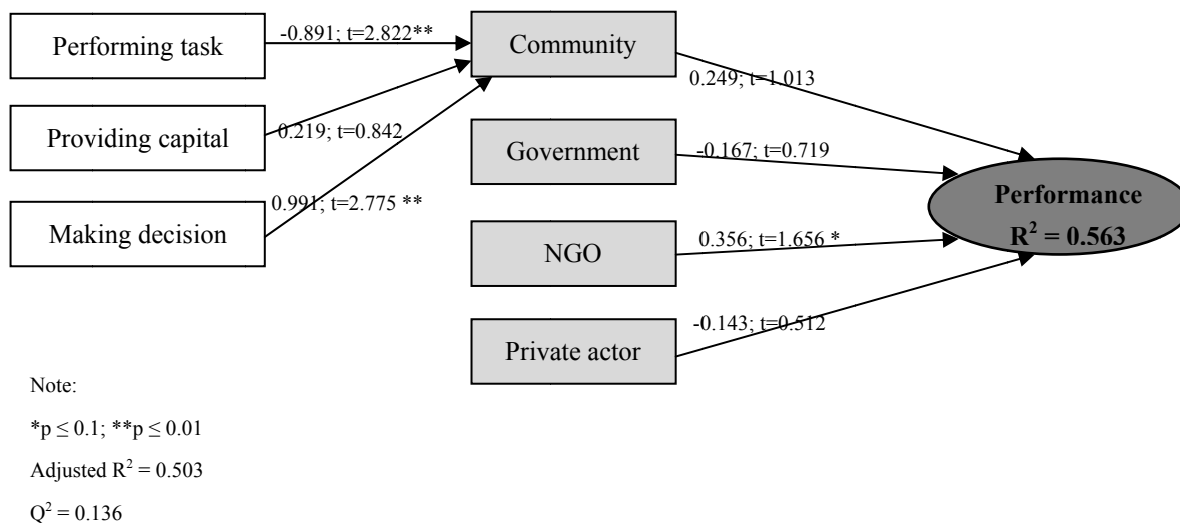 Performing task
-0.891; t=2.822**
Community
0.249; t=1.013
Providing capital
0.219; t=0.842
Government
-0.167; t=0.719
Performance
R² = 0.563
Making decision
0.991; t=2.775 **
NGO
0.356; t=1.656 *
Private actor
-0.143; t=0.512
Note:
*p ≤ 0.1; **p ≤ 0.01
Adjusted R² = 0.503
Q² = 0.136